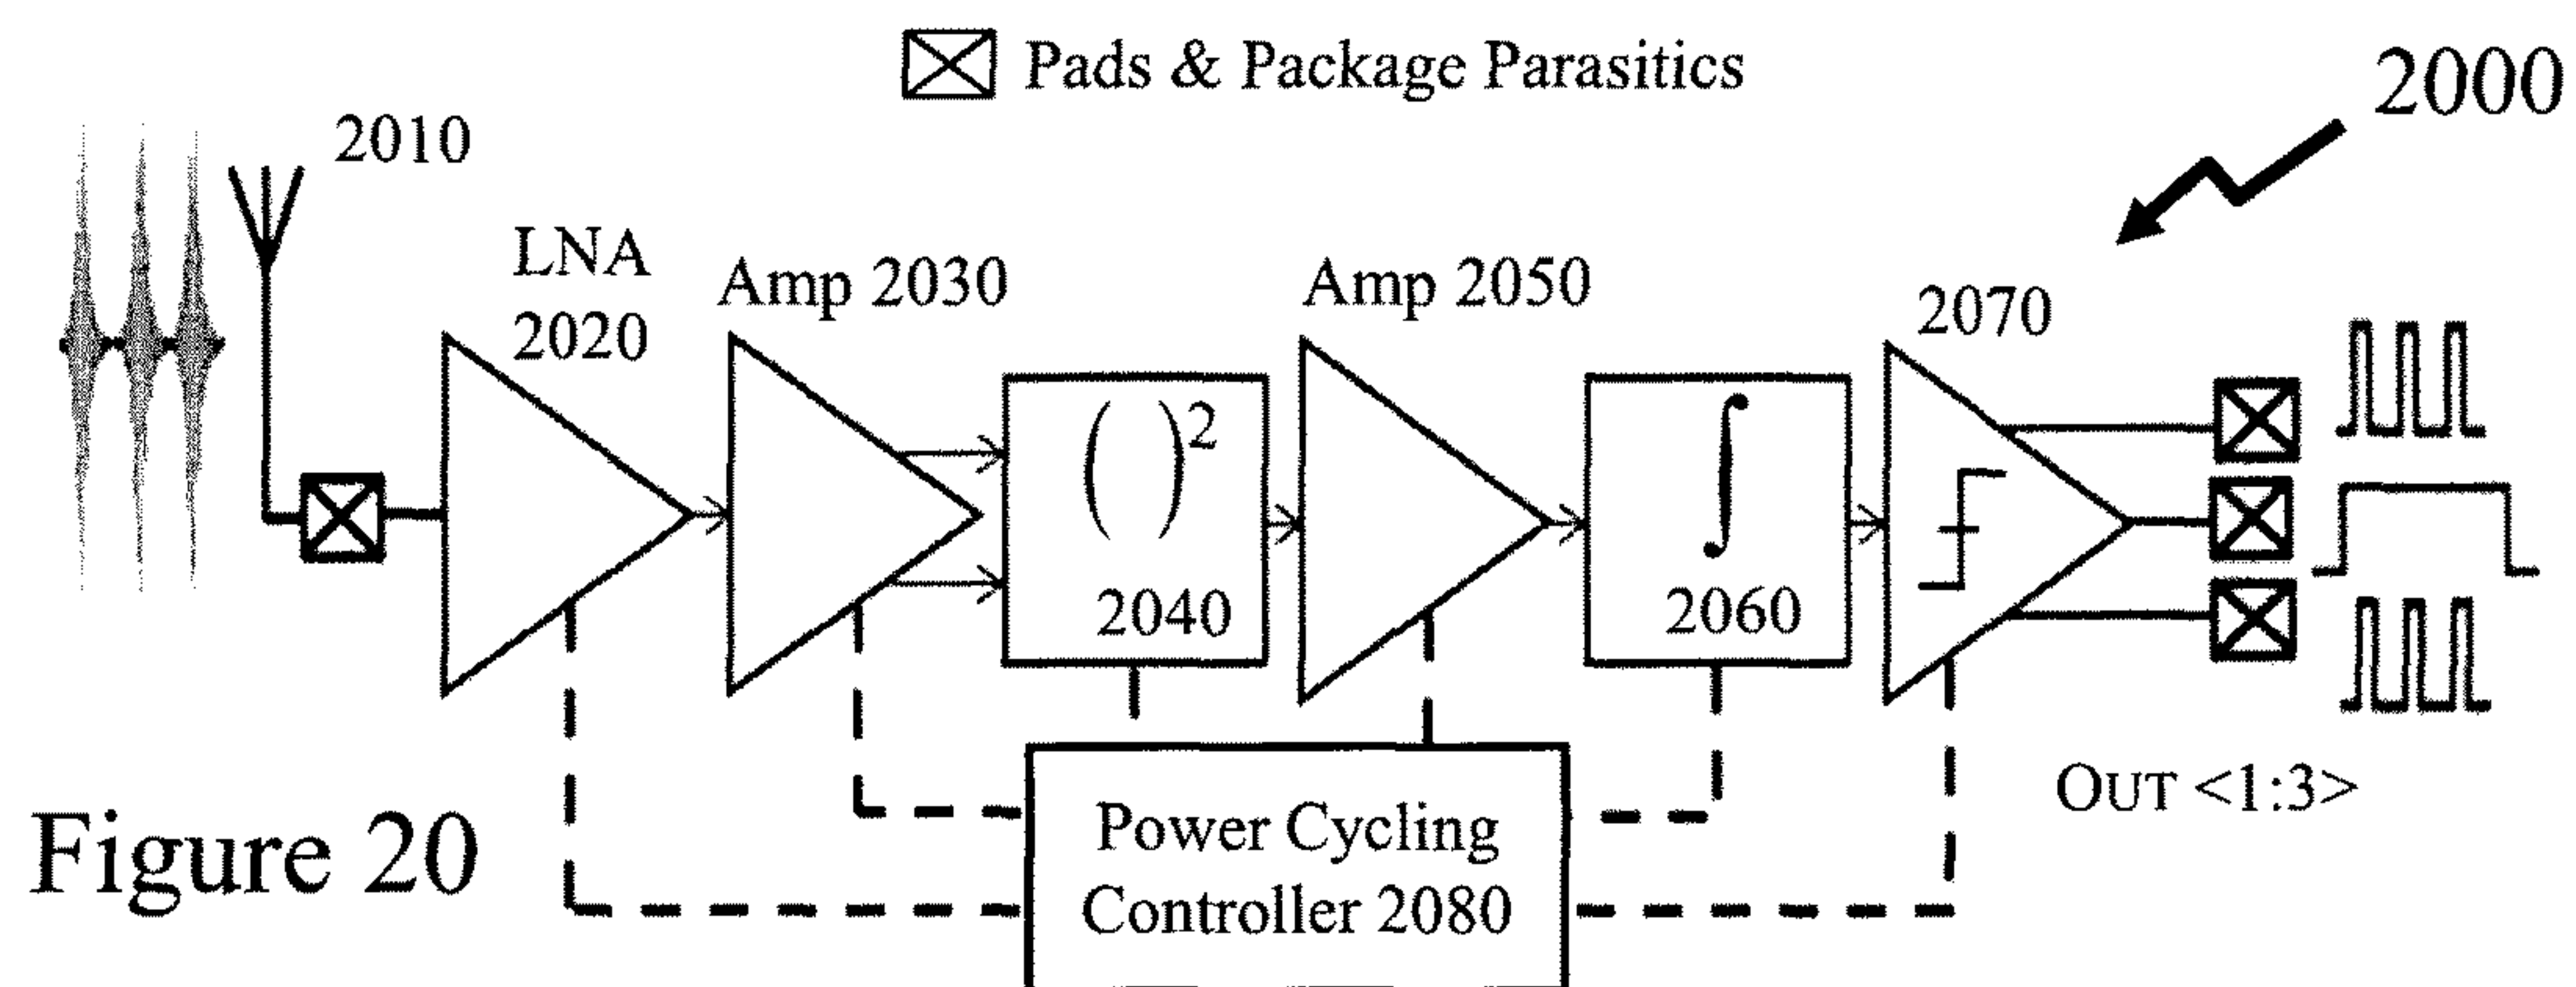 Pads & Package Parasitics
2000
2010
LNA
2020
Amp 2030
Amp 2050
2070
( )²
2040
∫
2060
Power Cycling
Controller 2080
OUT <1:3>
Figure 20